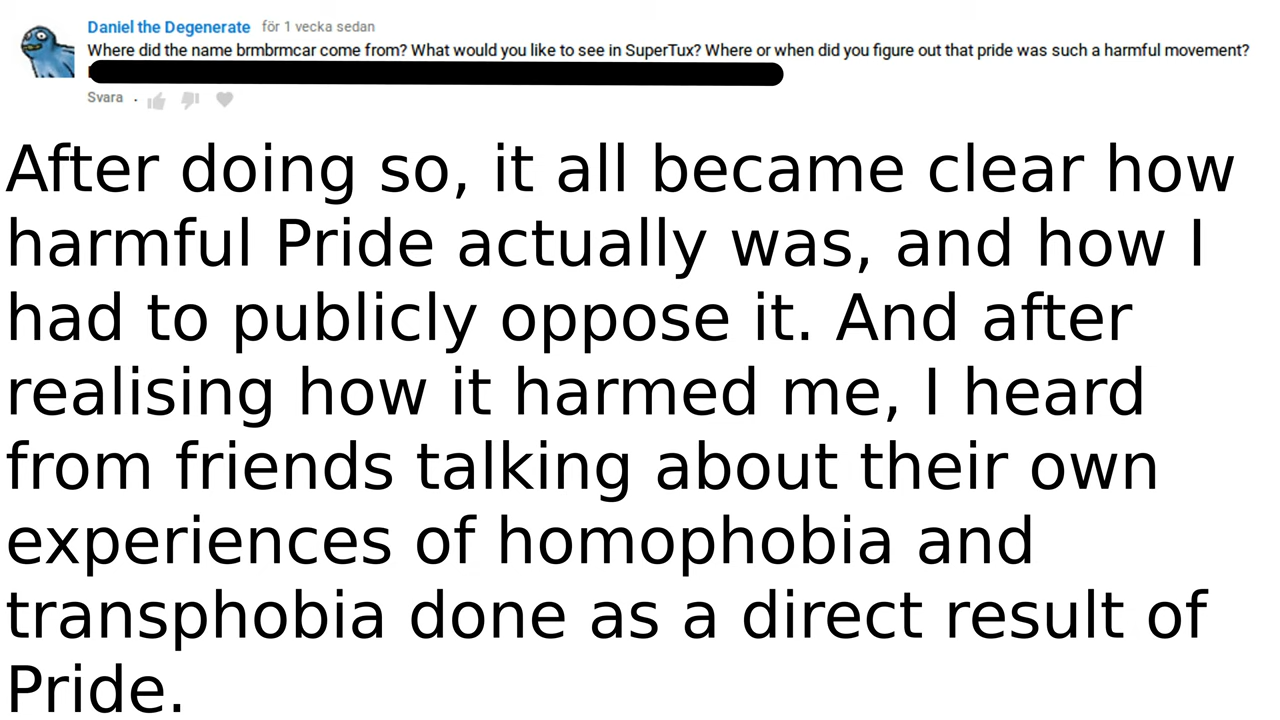 Daniel the Degenerate för 1 vecka sedan
Where did the name brmbrmcar come from? What would you like to see in SuperTux? Where or when did you figure out that pride was such a harmful movement?
Svara ·
After doing so, it all became clear how
harmful Pride actually was, and how I
had to publicly oppose it. And after
realising how it harmed me, I heard
from friends talking about their own
experiences of homophobia and
transphobia done as a direct result of
Pride.